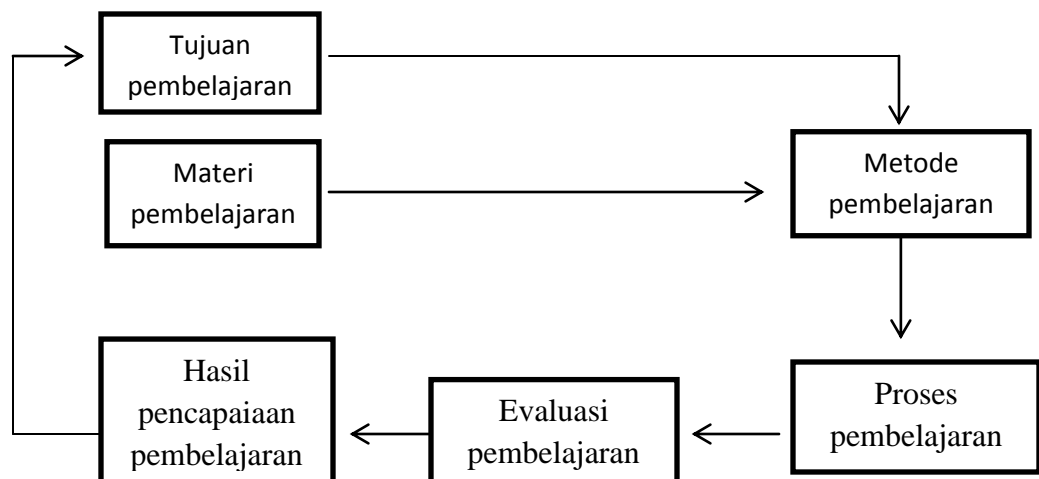 Tujuan
pembelajaran
Materi
pembelajaran
Metode
pembelajaran
Hasil
pencapaiaan
pembelajaran
Evaluasi
pembelajaran
Proses
pembelajaran